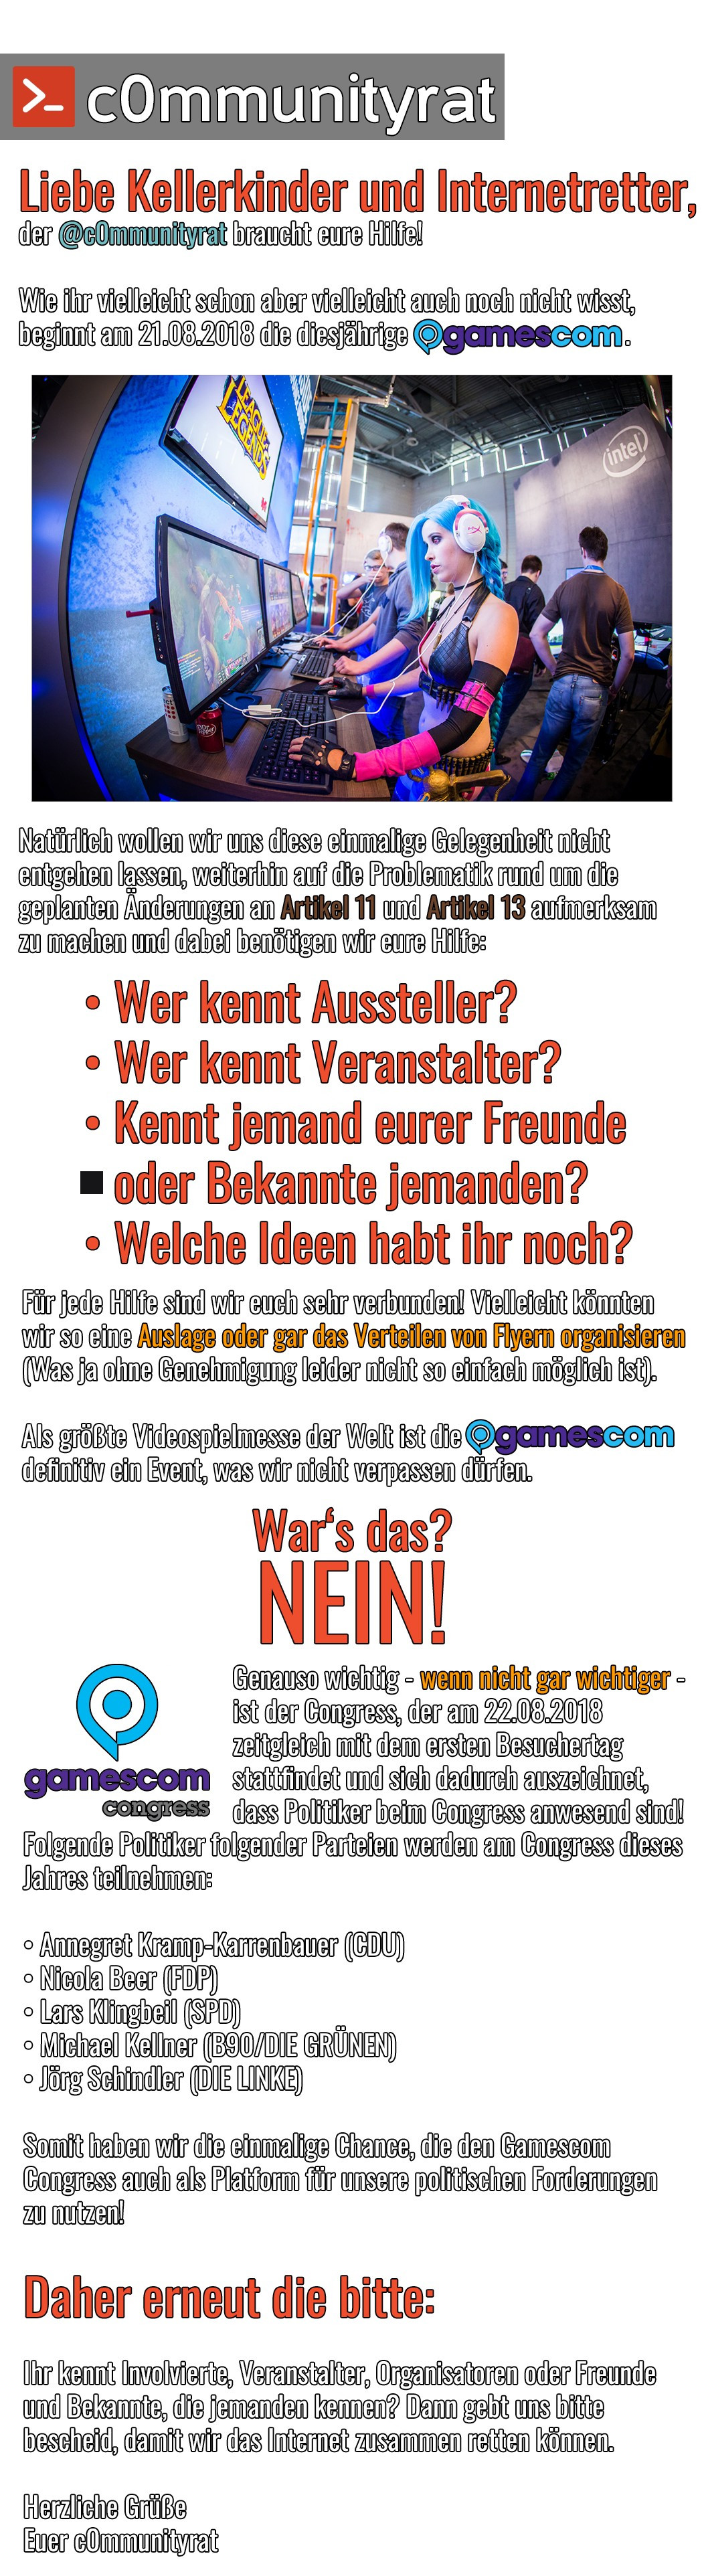 >_ c0mmunityrat
Liebe Kellerkinder und Internetretter,
der @c0mmunityrat braucht eure Hilfe!
Wie ihr vielleicht schon aber vielleicht auch noch nicht wisst,
beginnt am 21.08.2018 die diesjährige gamescom.
LEAGUE
LEGENDS
intel
Natürlich wollen wir uns diese einmalige Gelegenheit nicht
entgehen lassen, weiterhin auf die Problematik rund um die
geplanten Änderungen an Artikel 11 und Artikel 13 aufmerksam
zu machen und dabei benötigen wir eure Hilfe:
• Wer kennt Aussteller?
• Wer kennt Veranstalter?
• Kennt jemand eurer Freunde
■ oder Bekannte jemanden?
• Welche Ideen habt ihr noch?
Für jede Hilfe sind wir euch sehr verbunden! Vielleicht könnten
wir so eine Auslage oder gar das Verteilen von Flyern organisieren
(Was ja ohne Genehmigung leider nicht so einfach möglich ist).
Als größte Videospielmesse der Welt ist die gamescom
definitiv ein Event, was wir nicht verpassen dürfen.
War‘s das?
NEIN!
gamescom
congress
Genauso wichtig - wenn nicht gar wichtiger -
ist der Congress, der am 22.08.2018
zeitgleich mit dem ersten Besuchertag
stattfindet und sich dadurch auszeichnet,
dass Politiker beim Congress anwesend sind!
Folgende Politiker folgender Parteien werden am Congress dieses
Jahres teilnehmen:
• Annegret Kramp-Karrenbauer (CDU)
• Nicola Beer (FDP)
• Lars Klingbeil (SPD)
• Michael Kellner (B90/DIE GRÜNEN)
• Jörg Schindler (DIE LINKE)
Somit haben wir die einmalige Chance, die den Gamescom
Congress auch als Platform für unsere politischen Forderungen
zu nutzen!
Daher erneut die bitte:
Ihr kennt Involvierte, Veranstalter, Organisatoren oder Freunde
und Bekannte, die jemanden kennen? Dann gebt uns bitte
bescheid, damit wir das Internet zusammen retten können.
Herzliche Grüße
Euer c0mmunityrat